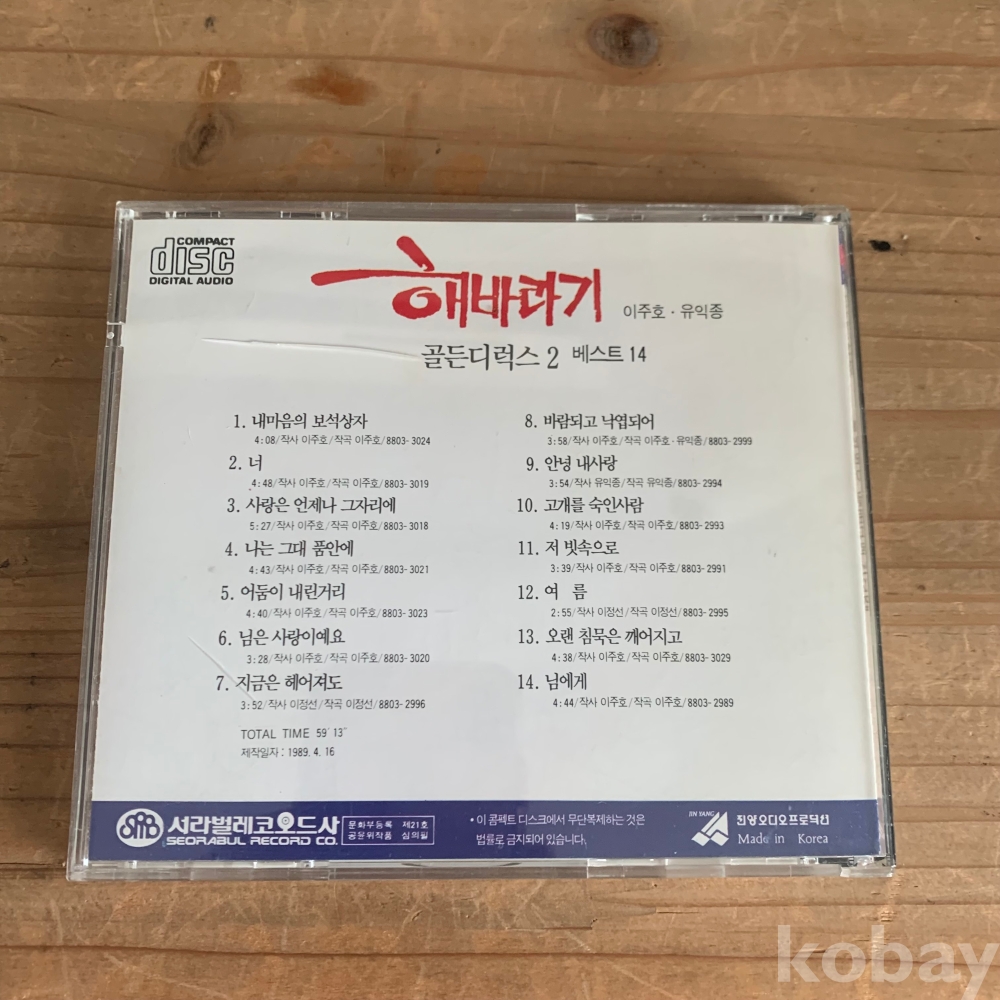 COMPACT
disc
DIGITAL AUDIO
해바라기 이주호 · 유익종
골든디럭스 2 베스트 14
1. 내마음의 보석상자
4:08/작사 이주호/작곡 이주호/8803-3024
2. 너
4:48/작사 이주호/작곡 이주호/8803-3019
3. 사랑은 언제나 그자리에
5:27/작사 이주호/작곡 이주호/8803-3018
4. 나는 그대 품안에
4:43/작사 이주호/작곡 이주호/8803-3021
5. 어둠이 내린거리
4:40/작사 이주호/작곡 이주호/8803-3023
6. 님은 사랑이예요
3:28/작사 이주호/작곡 이주호/8803-3020
7. 지금은 헤어져도
3:52/작사 이정선/작곡 이정선/8803-2996
TOTAL TIME 59' 13"
제작일자 : 1989. 4. 16
8. 바람되고 낙엽되어
3:58/작사 이주호/작곡 이주호·유익종/8803-2999
9. 안녕 내사랑
3:54/작사 유익종/작곡 유익종/8803-2994
10. 고개를 숙인사람
4:19/작사 이주호/작곡 이주호/8803-2993
11. 저 빗속으로
3:39/작사 이주호/작곡 이주호/8803-2991
12. 여 름
2:55/작사 이정선/작곡 이정선/8803-2995
13. 오랜 침묵은 깨어지고
4:38/작사 이주호/작곡 이주호/8803-3029
14. 님에게
4:44/작사 이주호/작곡 이주호/8803-2989
SRB 서라벌레코오드사
SEORABUL RECORD CO.
문화부등록 제21호
공윤위작품 심의필
· 이 콤팩트 디스크에서 무단복제하는 것은
법률로 금지되어 있습니다.
JIN YANG
진양오디오프로덕션
Made in Korea
kobay